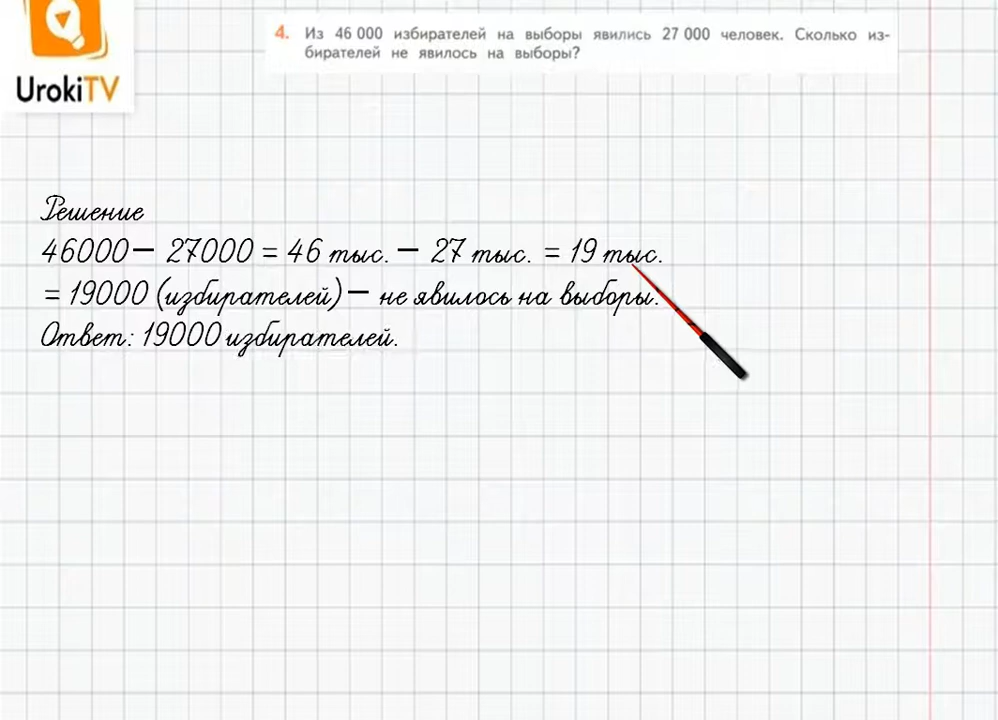 UrokiTV
4. Из 46 000 избирателей на выборы явились 27 000 человек. Сколько из-
бирателей не явилось на выборы?
Решение
46000 – 27000 = 46 тыс. – 27 тыс. = 19 тыс.
= 19000 (избирателей) – не явилось на выборы.
Ответ: 19000 избирателей.